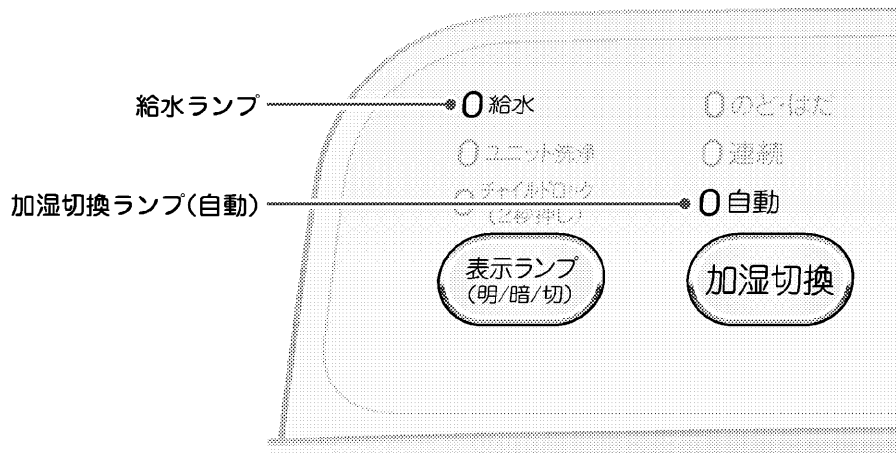 給水ランプ
給水
のど・はだ
ユニット洗浄
連続
加湿切換ランプ(自動)
チャイルドロック
(2秒押し)
自動
表示ランプ
(明/暗/切)
加湿切換